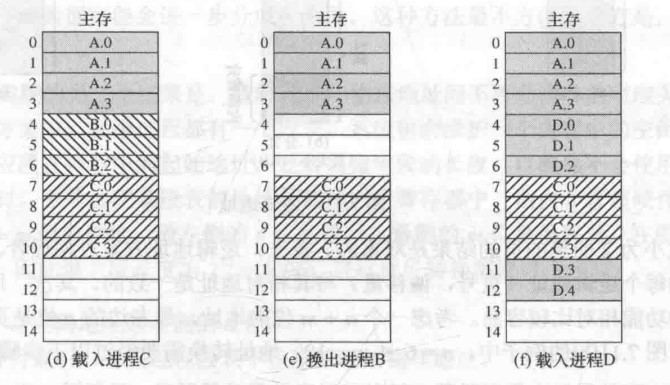 主存 主存 主存
0 A.0 0 A.0 0 A.0
1 A.1 1 A.1 1 A.1
2 A.2 2 A.2 2 A.2
3 A.3 3 A.3 3 A.3
4 B.0 4 4 D.0
5 B.1 5 5 D.1
6 B.2 6 6 D.2
7 C.0 7 C.0 7 C.0
8 C.1 8 C.1 8 C.1
9 C.2 9 C.2 9 C.2
10 C.3 10 C.3 10 C.3
11 11 11 D.3
12 12 12 D.4
13 13 13
14 14 14
(d) 载入进程C (e) 换出进程B (f) 载入进程D